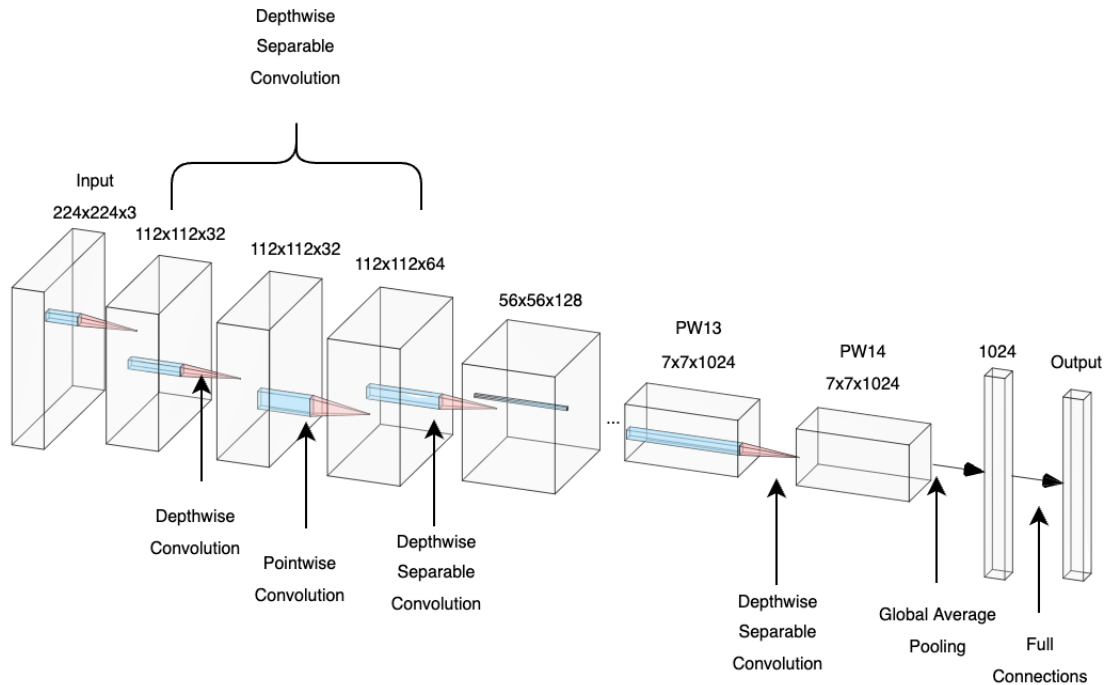 Depthwise
Separable
Convolution
Input
224x224x3
112x112x32
112x112x32
112x112x64
56x56x128
...
PW13
7x7x1024
PW14
7x7x1024
1024
Output
Depthwise
Convolution
Pointwise
Convolution
Depthwise
Separable
Convolution
Depthwise
Separable
Convolution
Global Average
Pooling
Full
Connections